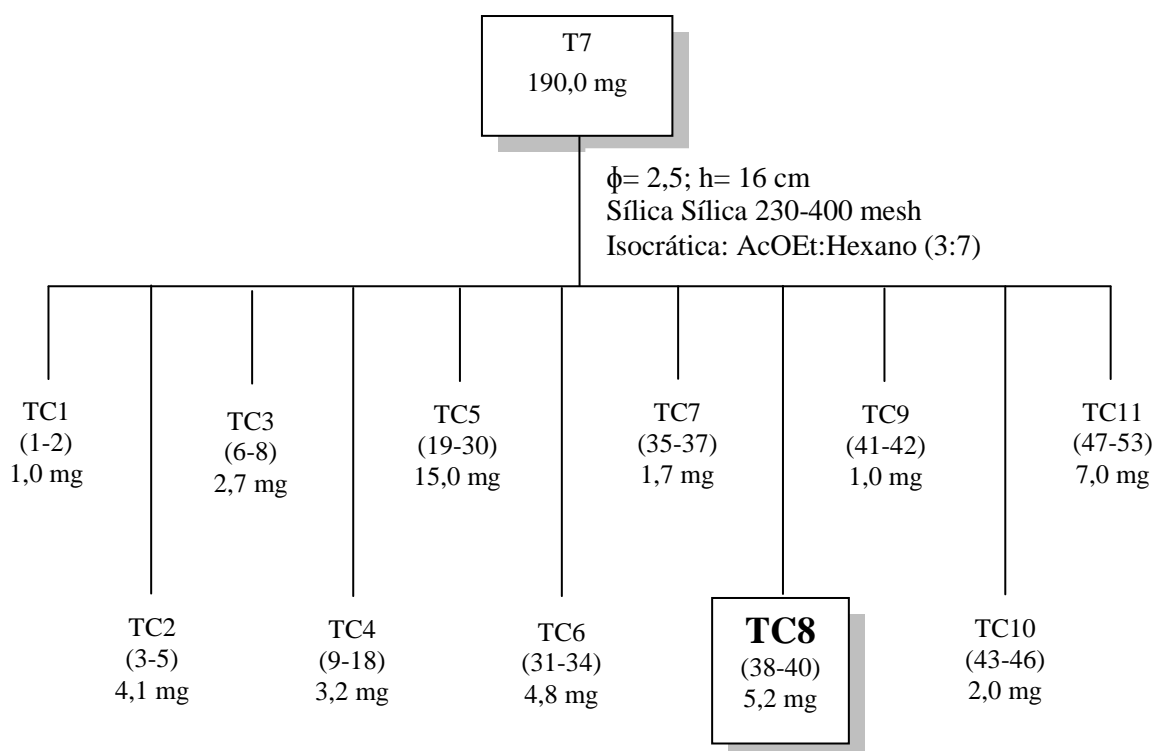 T7
190,0 mg
ϕ= 2,5; h= 16 cm
Sílica Sílica 230-400 mesh
Isocrática: AcOEt:Hexano (3:7)
TC1
(1-2)
1,0 mg
TC3
(6-8)
2,7 mg
TC5
(19-30)
15,0 mg
TC7
(35-37)
1,7 mg
TC9
(41-42)
1,0 mg
TC11
(47-53)
7,0 mg
TC2
(3-5)
4,1 mg
TC4
(9-18)
3,2 mg
TC6
(31-34)
4,8 mg
TC8
(38-40)
5,2 mg
TC10
(43-46)
2,0 mg